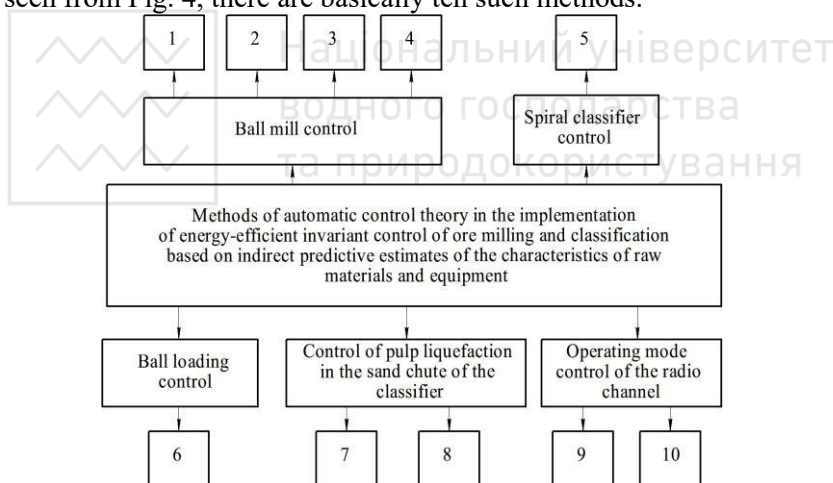 seen from Fig. 4, there are basically ten such methods.
1 2 3 4 5
Національний університет
водного господарства
та природокористування
Ball mill control
Spiral classifier
control
Methods of automatic control theory in the implementation
of energy-efficient invariant control of ore milling and classification
based on indirect predictive estimates of the characteristics of raw
materials and equipment
Ball loading
control
Control of pulp liquefaction
in the sand chute of the
classifier
Operating mode
control of the radio
channel
6 7 8 9 10